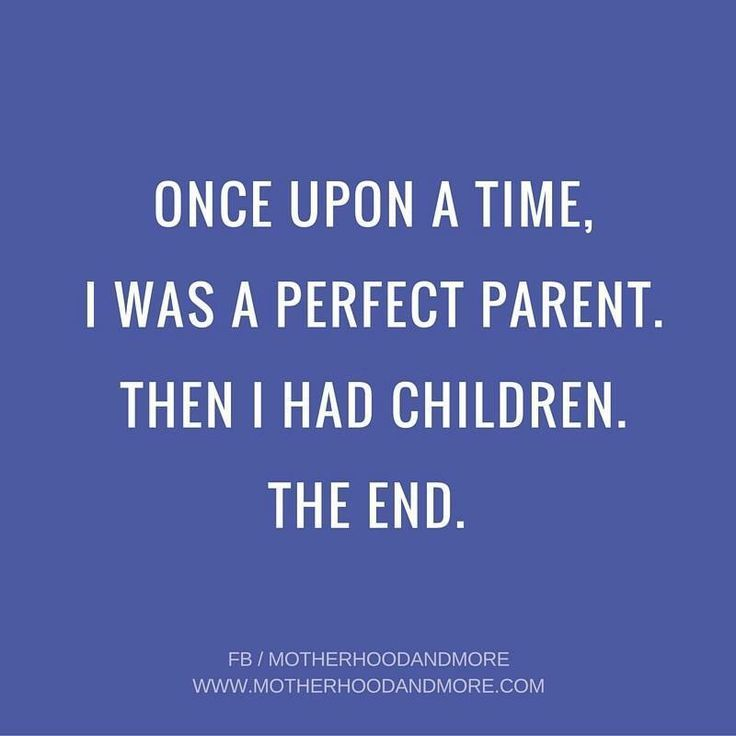 ONCE UPON A TIME,
I WAS A PERFECT PARENT.
THEN I HAD CHILDREN.
THE END.
FB / MOTHERHOODANDMORE
WWW.MOTHERHOODANDMORE.COM